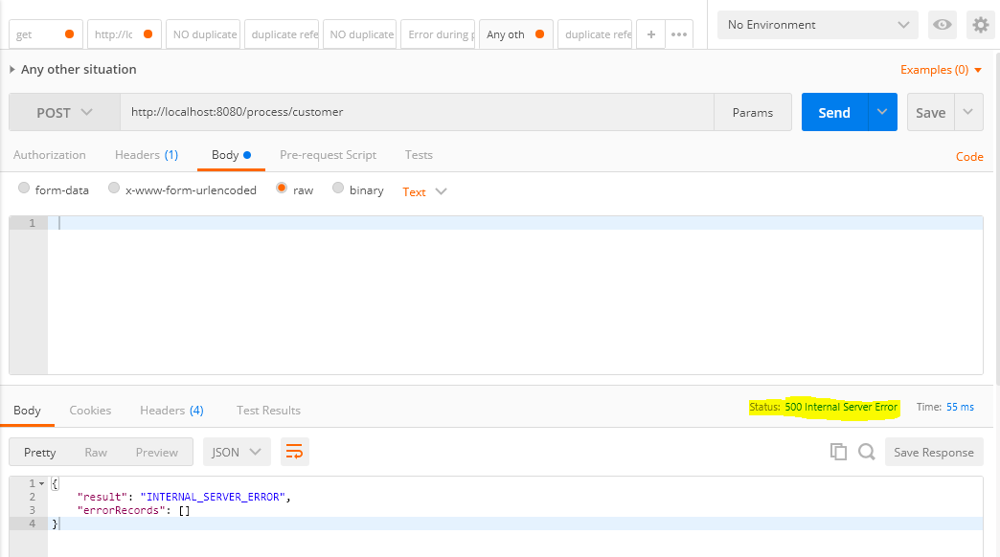 get http://lc NO duplicate duplicate refe NO duplicate Error during p Any oth duplicate refe + ••• No Environment
Any other situation Examples (0)
POST http://localhost:8080/process/customer Params Send Save
Authorization Headers (1) Body Pre-request Script Tests Code
form-data x-www-form-urlencoded raw binary Text
1
Body Cookies Headers (4) Test Results Status: 500 Internal Server Error Time: 55 ms
Pretty Raw Preview JSON Save Response
1 {
2 "result": "INTERNAL_SERVER_ERROR",
3 "errorRecords": []
4 }